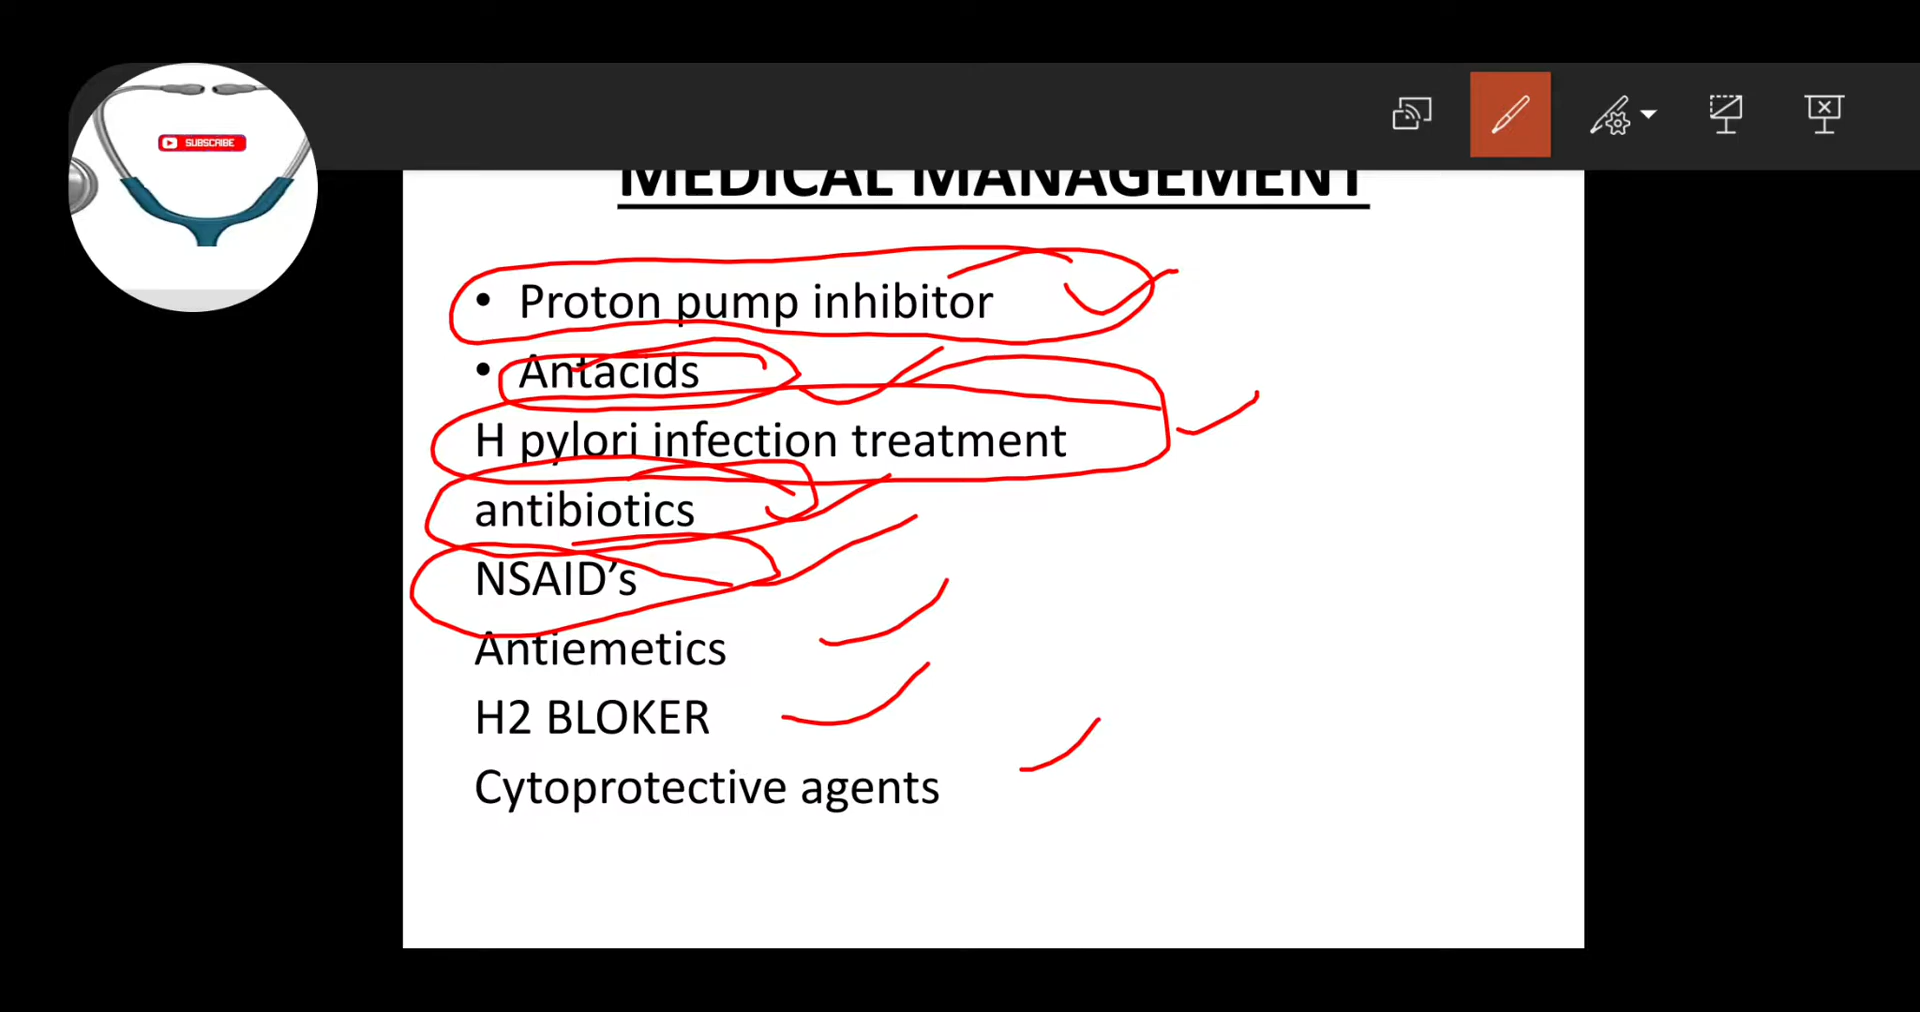 SUBSCRIBE
MEDICAL MANAGEMENT
• Proton pump inhibitor
• Antacids
H pylori infection treatment
antibiotics
NSAID’s
Antiemetics
H2 BLOKER
Cytoprotective agents